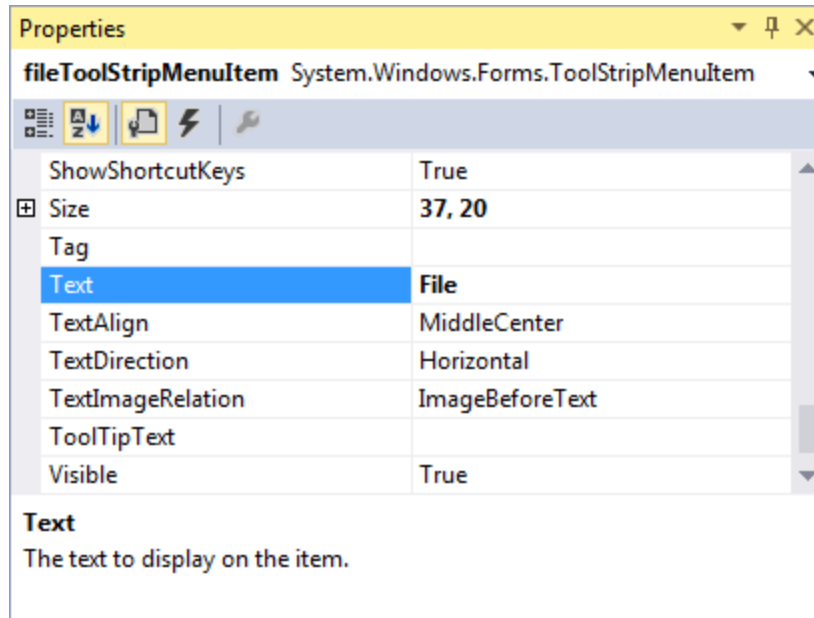 Properties
fileToolStripMenuItem System.Windows.Forms.ToolStripMenuItem
ShowShortcutKeys True
Size 37, 20
Tag
Text File
TextAlign MiddleCenter
TextDirection Horizontal
TextImageRelation ImageBeforeText
ToolTipText
Visible True
Text
The text to display on the item.